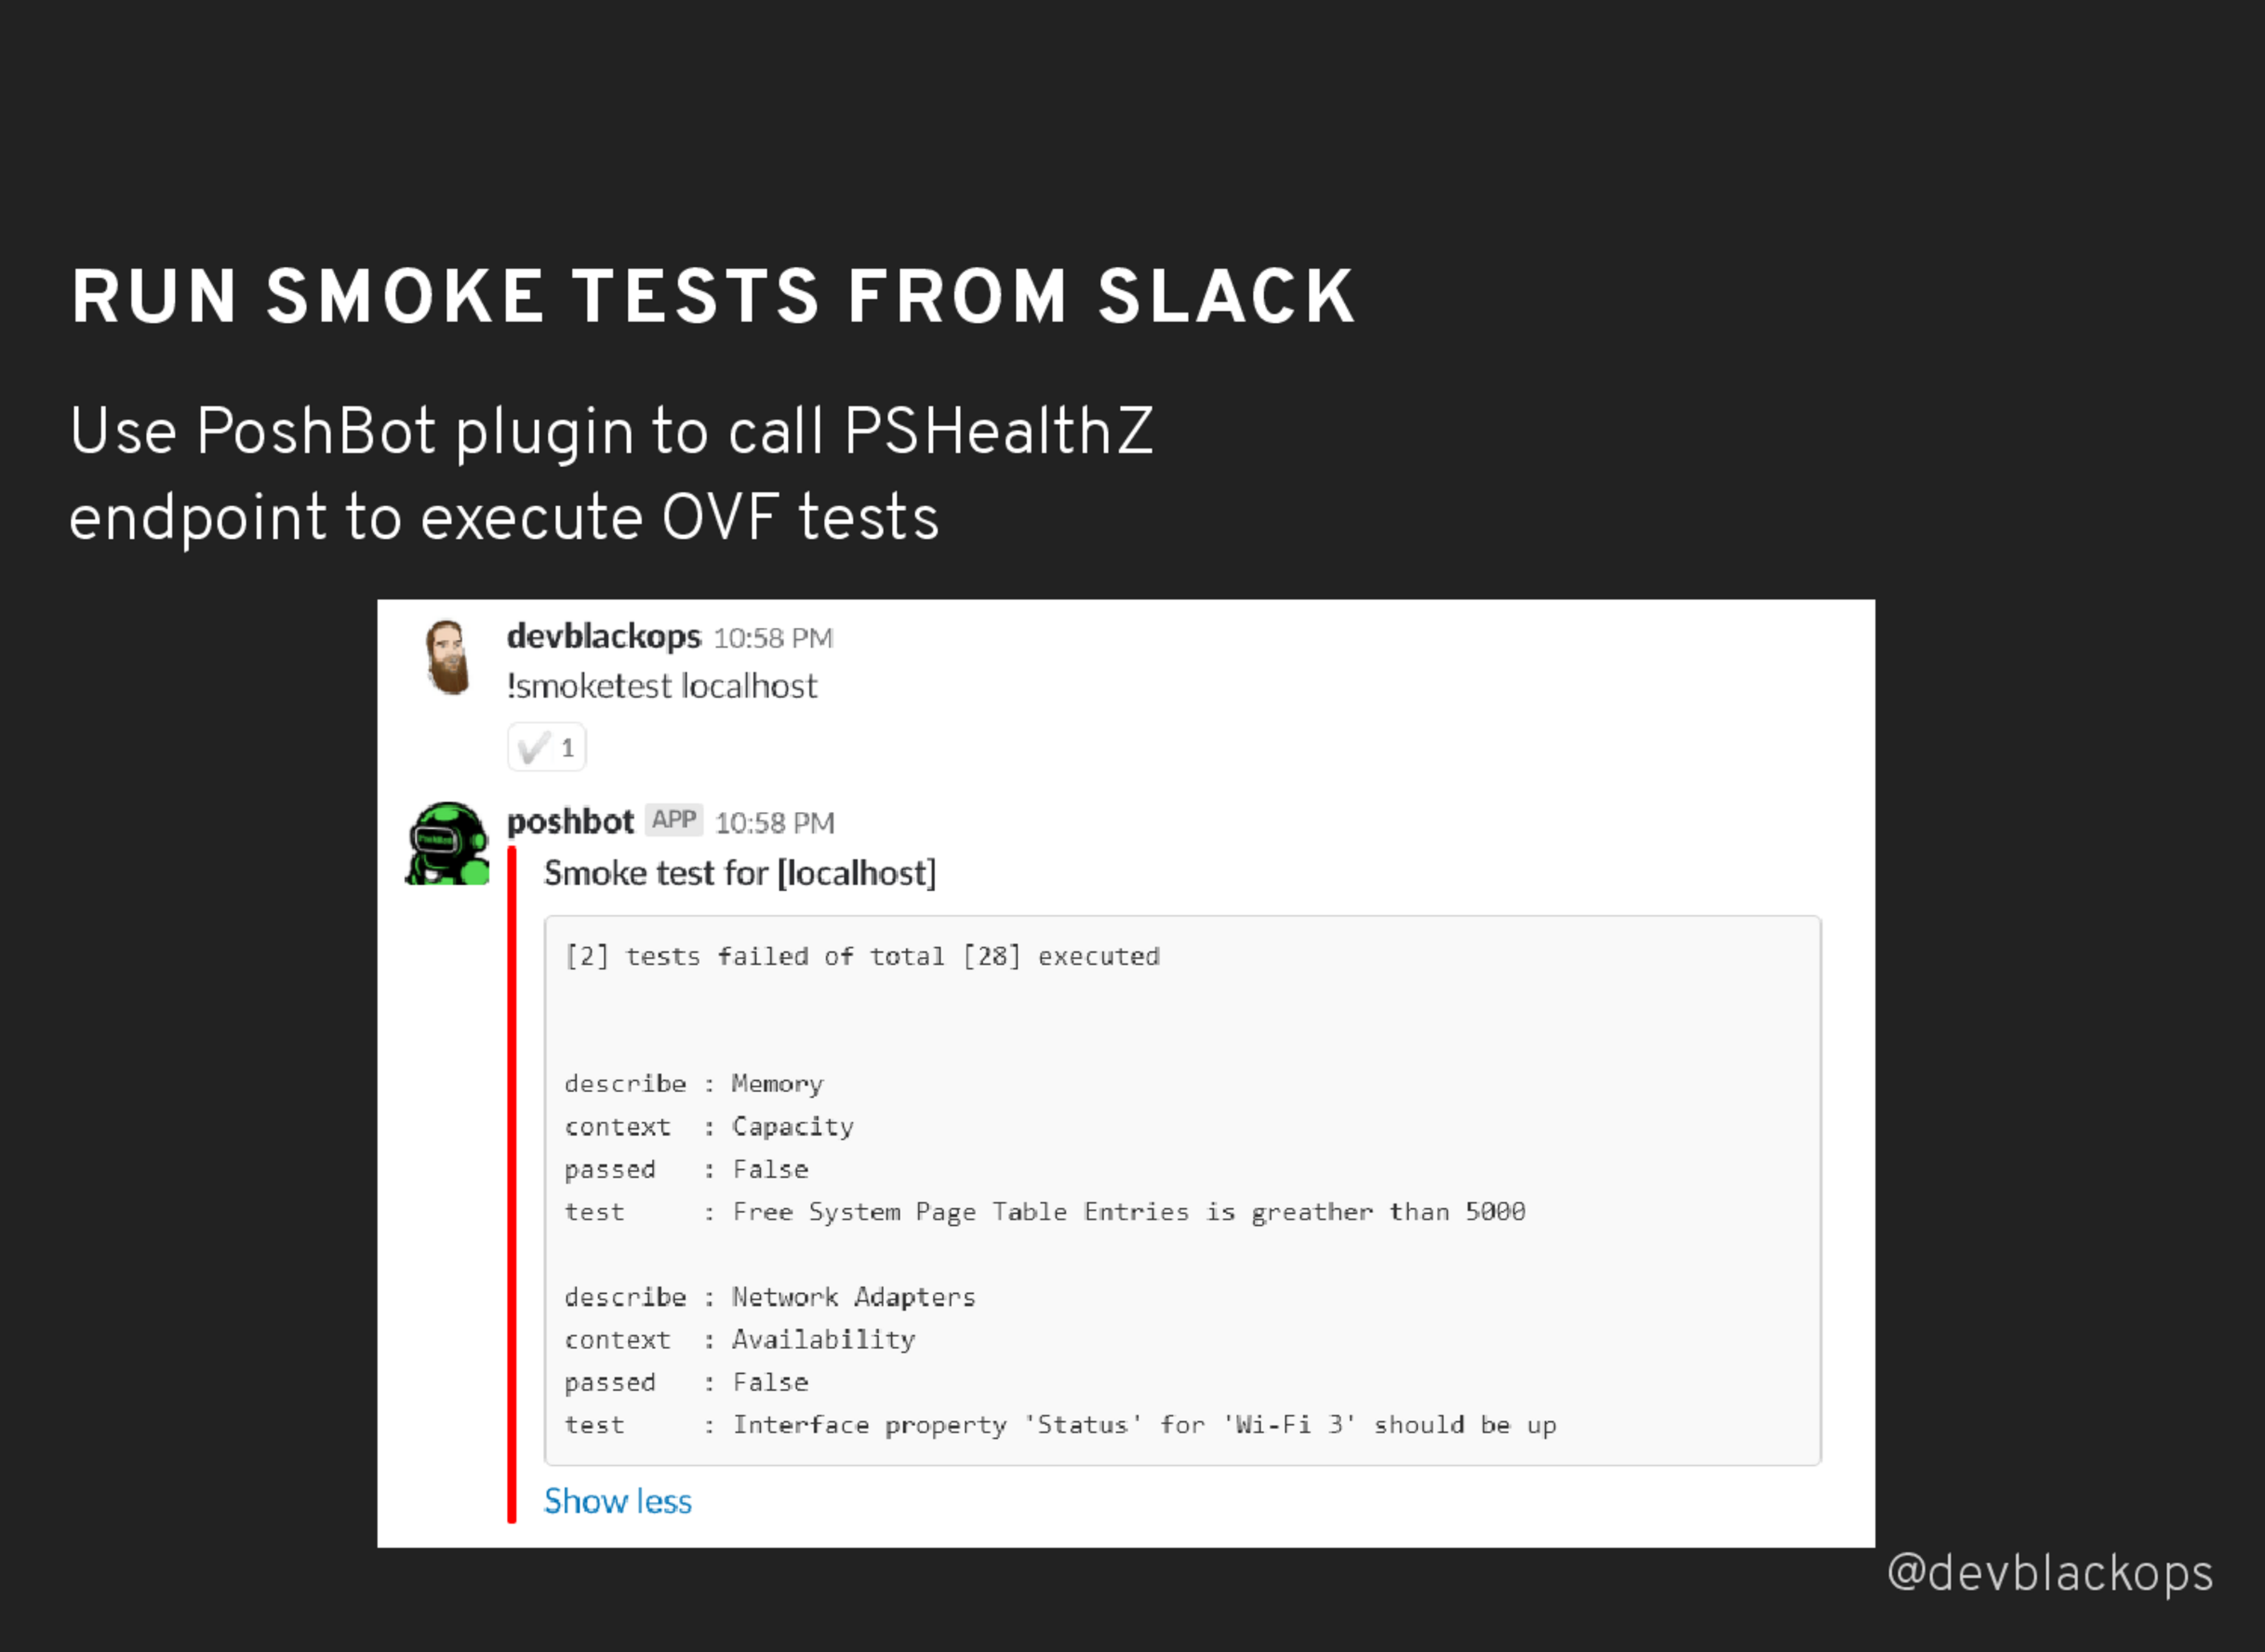 RUN SMOKE TESTS FROM SLACK
Use PoshBot plugin to call PSHealthZ
endpoint to execute OVF tests
devblackops 10:58 PM
!smoketest localhost
1
poshbot APP 10:58 PM
Smoke test for [localhost]
[2] tests failed of total [28] executed
describe : Memory
context  : Capacity
passed   : False
test     : Free System Page Table Entries is greather than 5000
describe : Network Adapters
context  : Availability
passed   : False
test     : Interface property 'Status' for 'Wi-Fi 3' should be up
Show less
@devblackops